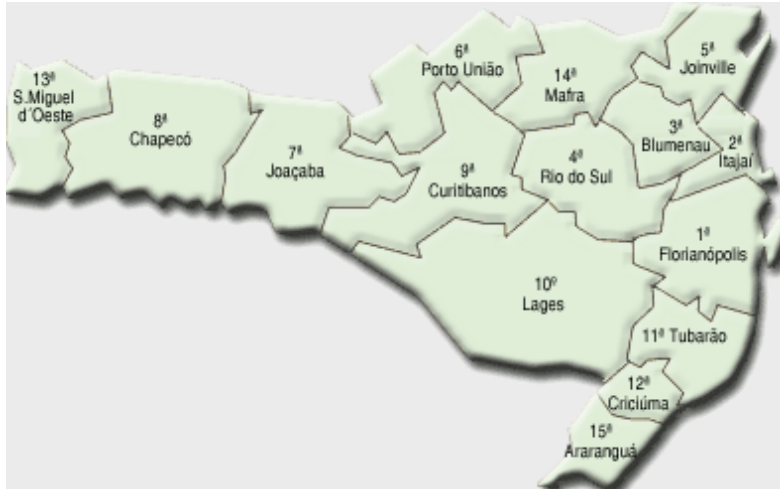 13ª
S.Miguel
d´Oeste
8ª
Chapecó
7ª
Joaçaba
6ª
Porto União
14ª
Mafra
5ª
Joinville
3ª
Blumenau
2ª
Itajaí
9ª
Curitibanos
4ª
Rio do Sul
1ª
Florianópolis
10º
Lages
11ª Tubarão
12ª
Criçiúma
15ª
Araranguá